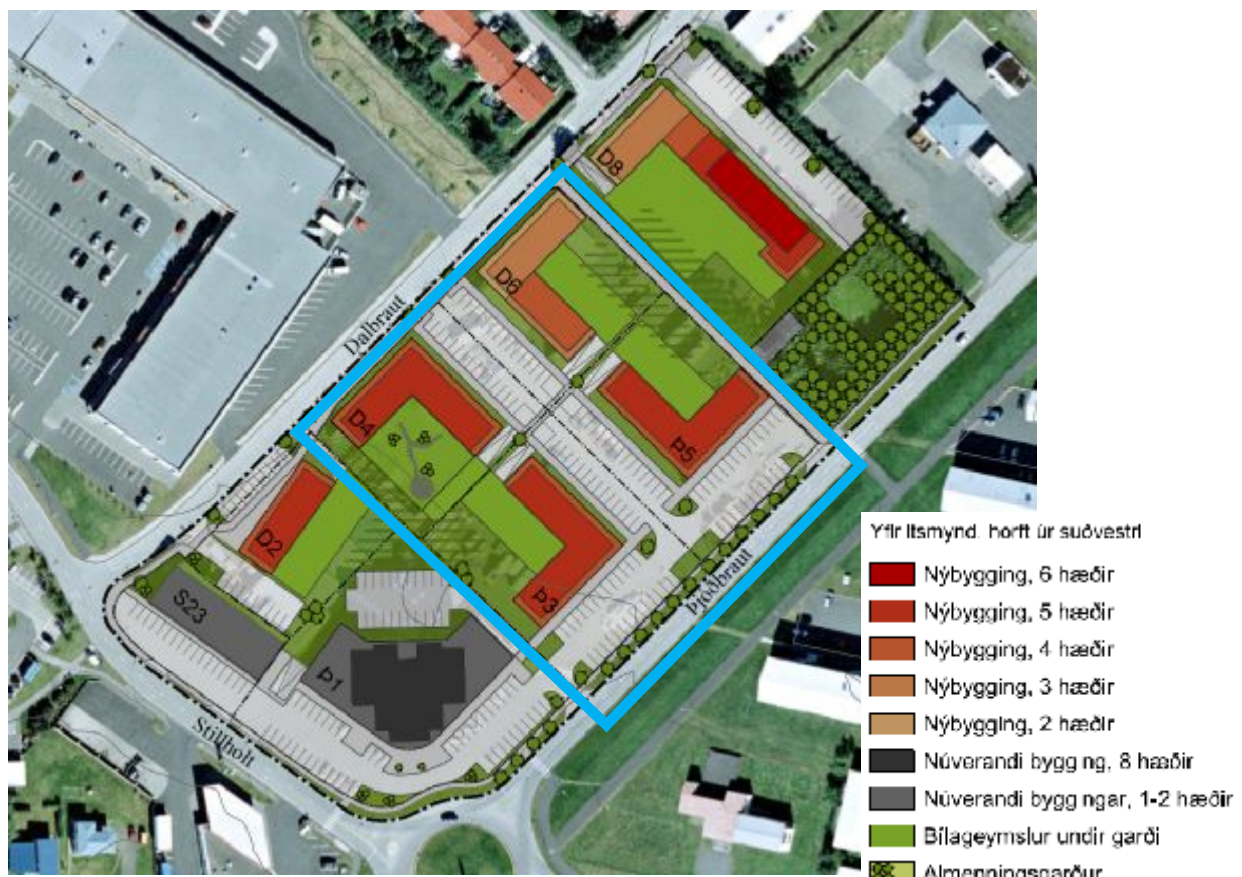 D8
D6
Dalbraut
D4
Þ5
D2
Þ3
Þjóðbraut
S23
Þ1
Stillholt
Yfirlitsmynd, horft úr suðvestri
Nýbygging, 6 hæðir
Nýbygging, 5 hæðir
Nýbygging, 4 hæðir
Nýbygging, 3 hæðir
Nýbygging, 2 hæðir
Núverandi bygging, 8 hæðir
Núverandi byggingar, 1-2 hæðir
Bílageymslur undir garði
Almenningsgarður